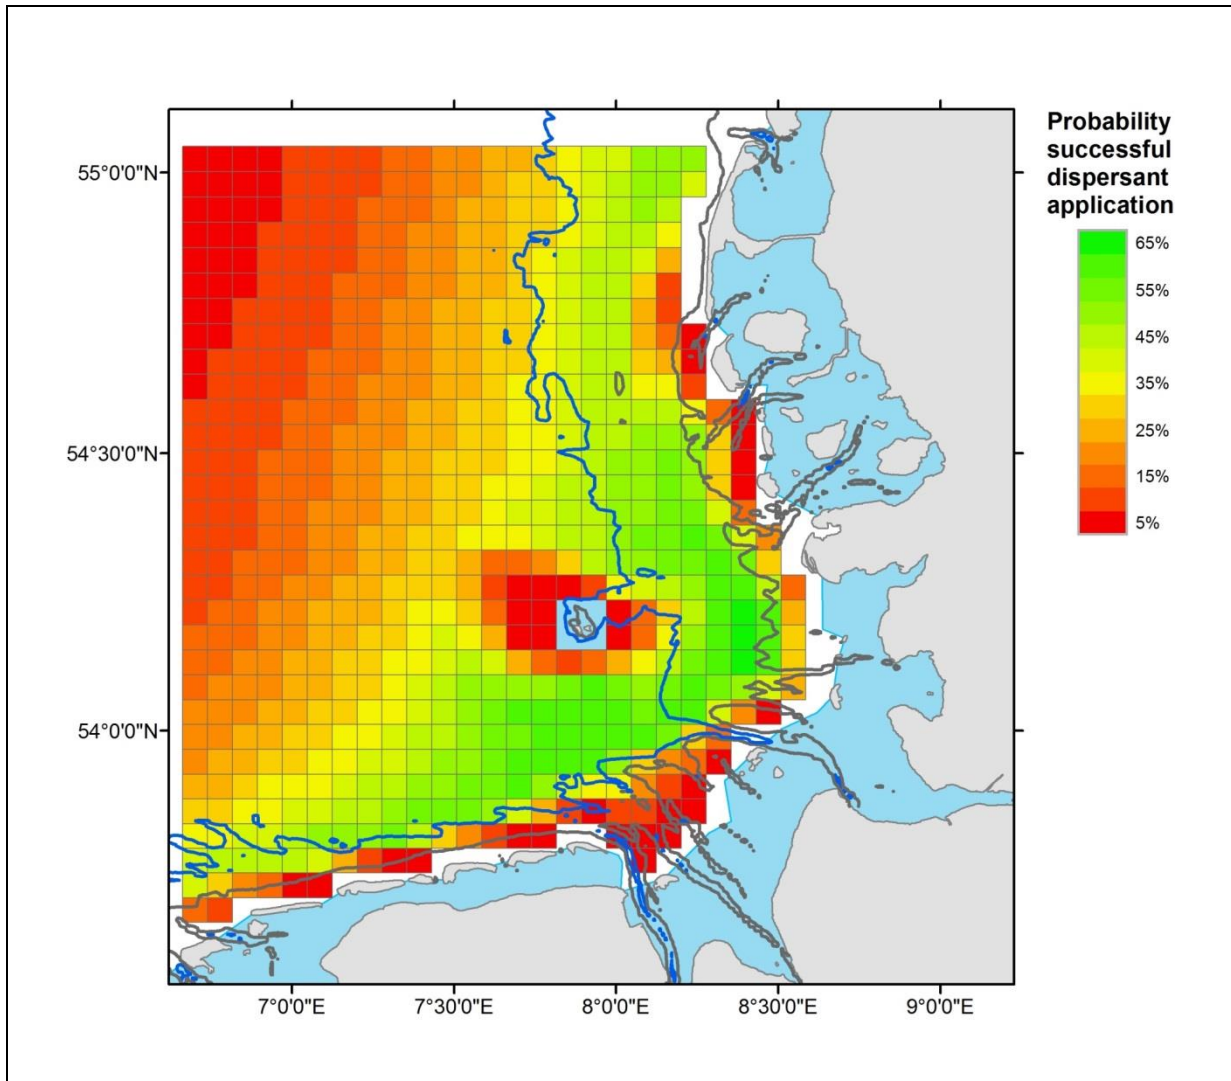 Probability
successful
dispersant
application
65%
55%
45%
35%
25%
15%
5%
55°0'0"N
54°30'0"N
54°0'0"N
7°0'0"E
7°30'0"E
8°0'0"E
8°30'0"E
9°0'0"E